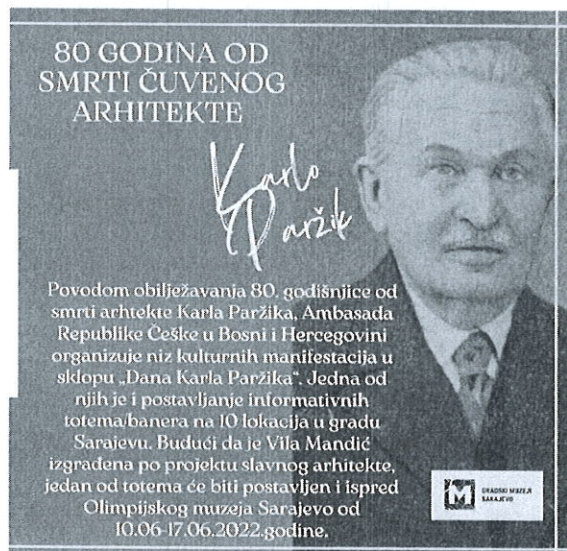 80 GODINA OD
SMRTI ČUVENOG
ARHITEKTE
Karlo
Paržik
Povodom obilježavanja 80. godišnjice od
smrti arhtekte Karla Paržika, Ambasada
Republike Češke u Bosni i Hercegovini
organizuje niz kulturnih manifestacija u
sklopu „Dana Karla Paržika“. Jedna od
njih je i postavljanje informativnih
totema/banera na 10 lokacija u gradu
Sarajevu. Budući da je Vila Mandić
izgrađena po projektu slavnog arhitekte,
jedan od totema će biti postavljen i ispred
Olimpijskog muzeja Sarajevo od
10.06-17.06.2022.godine.
M
GRADSKI MUZEJI
SARAJEVO